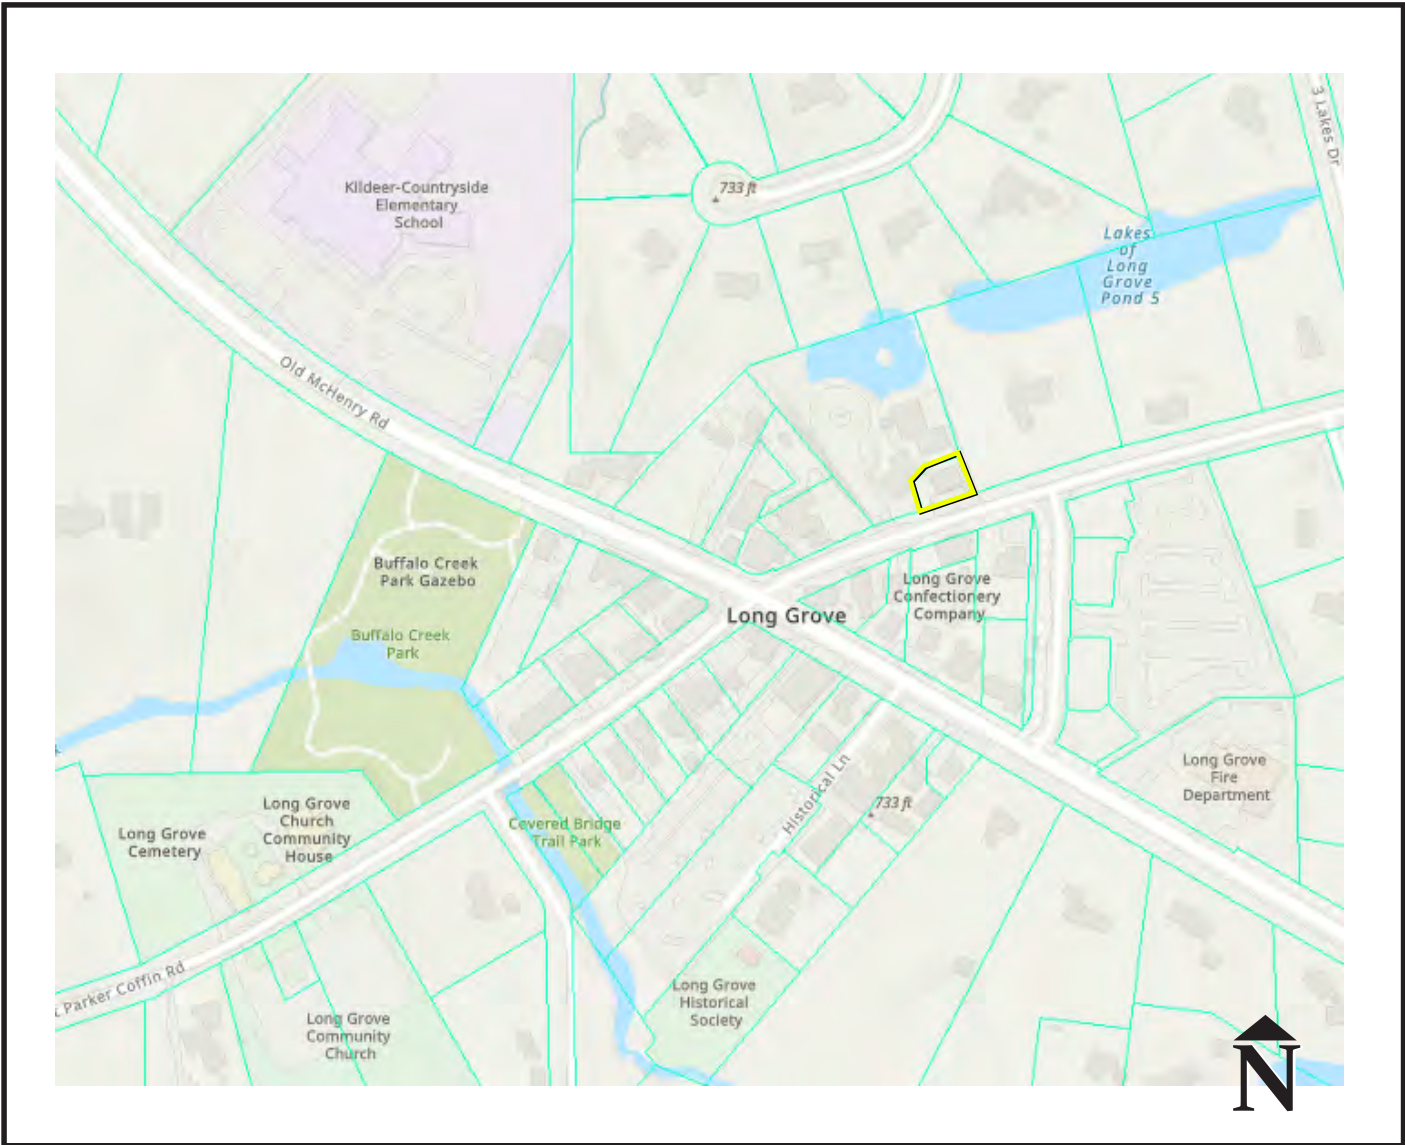 3 Lakes Dr
Kildeer-Countryside
Elementary
School
733 ft
Lakes
of
Long
Grove
Pond 5
Old McHenry Rd
Buffalo Creek
Park Gazebo
Long Grove
Confectionery
Company
Long Grove
Buffalo Creek
Park
Long Grove
Fire
Department
Historical Ln
733 ft
Long Grove
Church
Community
House
Long Grove
Cemetery
Covered Bridge
Trail Park
Parker Coffin Rd
Long Grove
Historical
Society
Long Grove
Community
Church
N